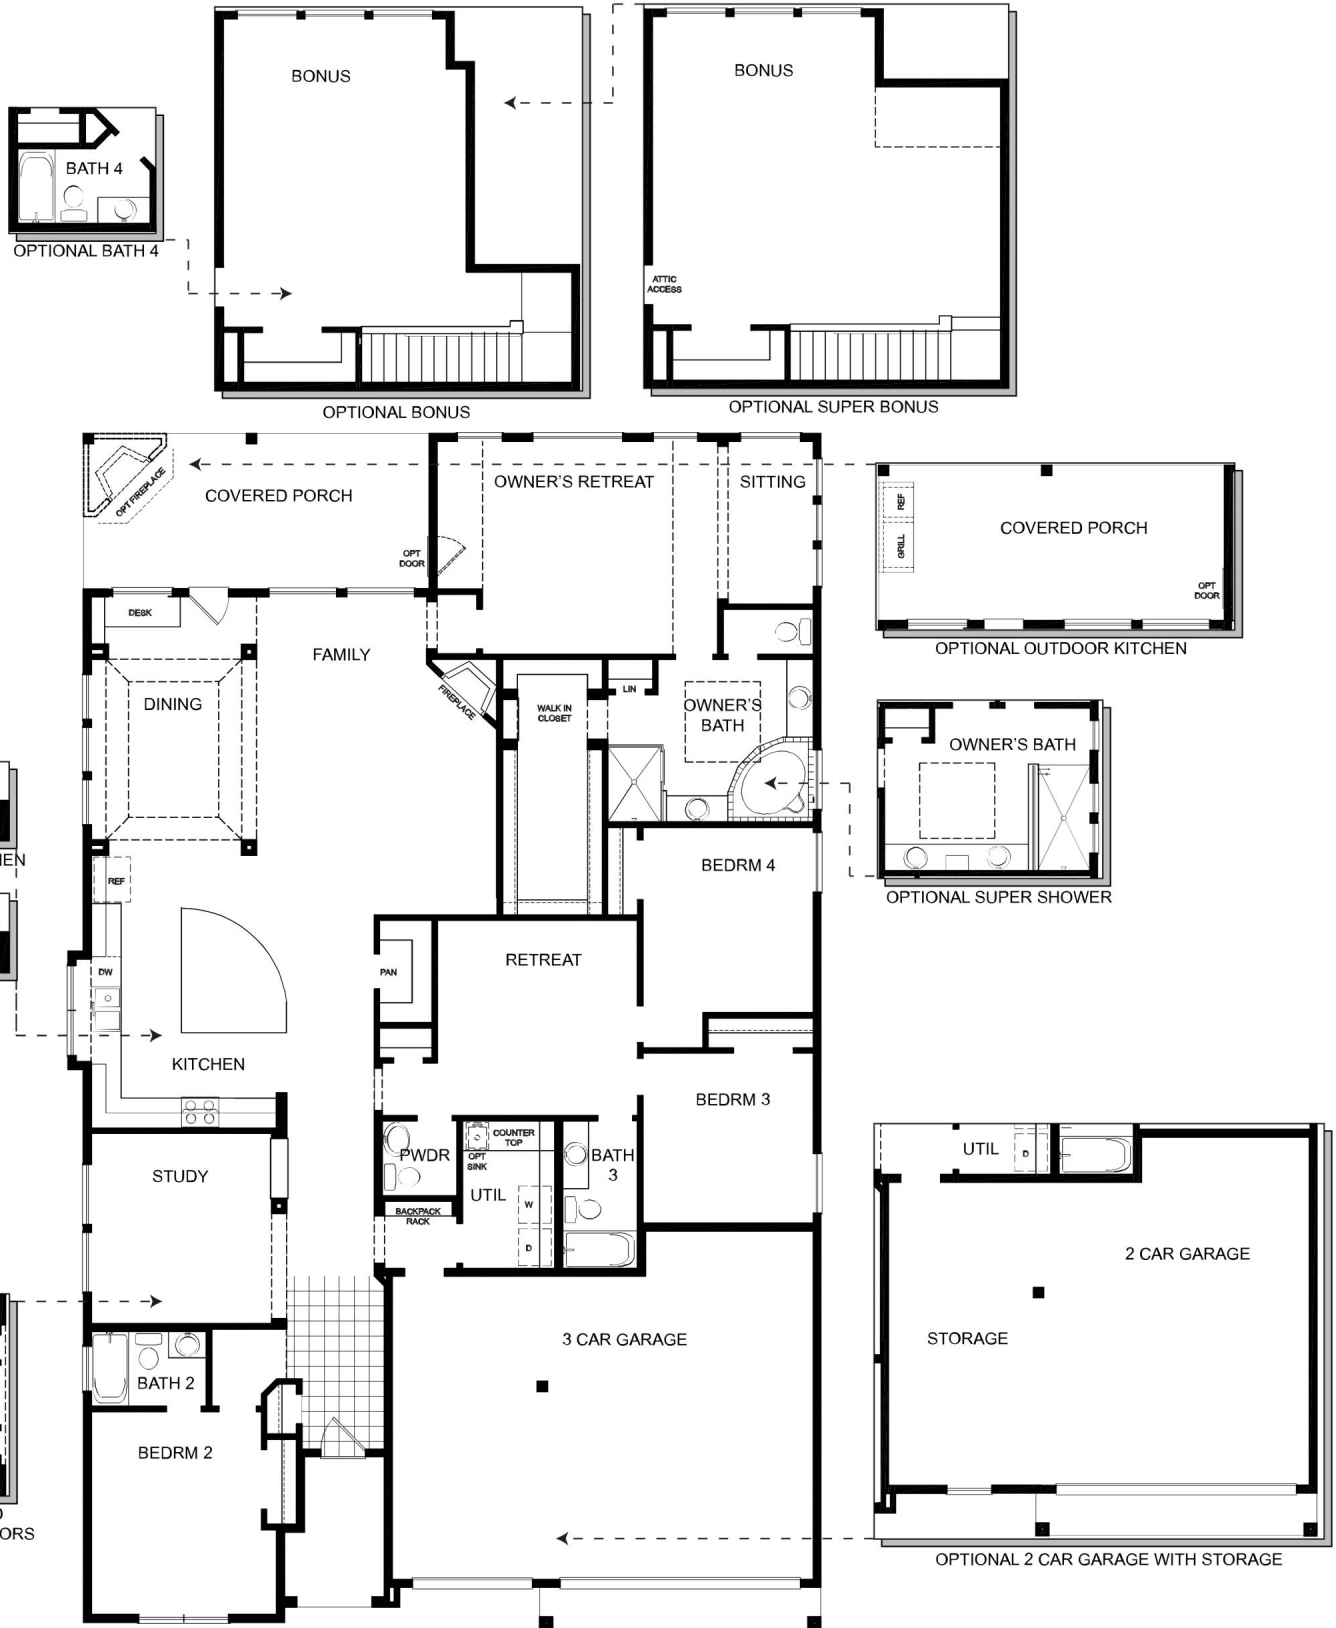 BONUS
BONUS
BATH 4
OPTIONAL BATH 4
ATTIC
ACCESS
OPTIONAL BONUS
OPTIONAL SUPER BONUS
OPT FIREPLACE
COVERED PORCH
OWNER'S RETREAT
SITTING
OPT
DOOR
REF
GRILL
COVERED PORCH
OPT
DOOR
OPTIONAL OUTDOOR KITCHEN
DESK
FAMILY
DINING
FIREPLACE
WALK IN
CLOSET
LIN
OWNER'S
BATH
OWNER'S BATH
OPTIONAL SUPER SHOWER
BEDRM 4
REF
DW
PAN
RETREAT
KITCHEN
BEDRM 3
STUDY
PWDR
OPT
SINK
COUNTER
TOP
BATH
3
UTIL
W
D
BACKPACK
RACK
UTIL
D
2 CAR GARAGE
STORAGE
3 CAR GARAGE
BATH 2
BEDRM 2
OPTIONAL 2 CAR GARAGE WITH STORAGE